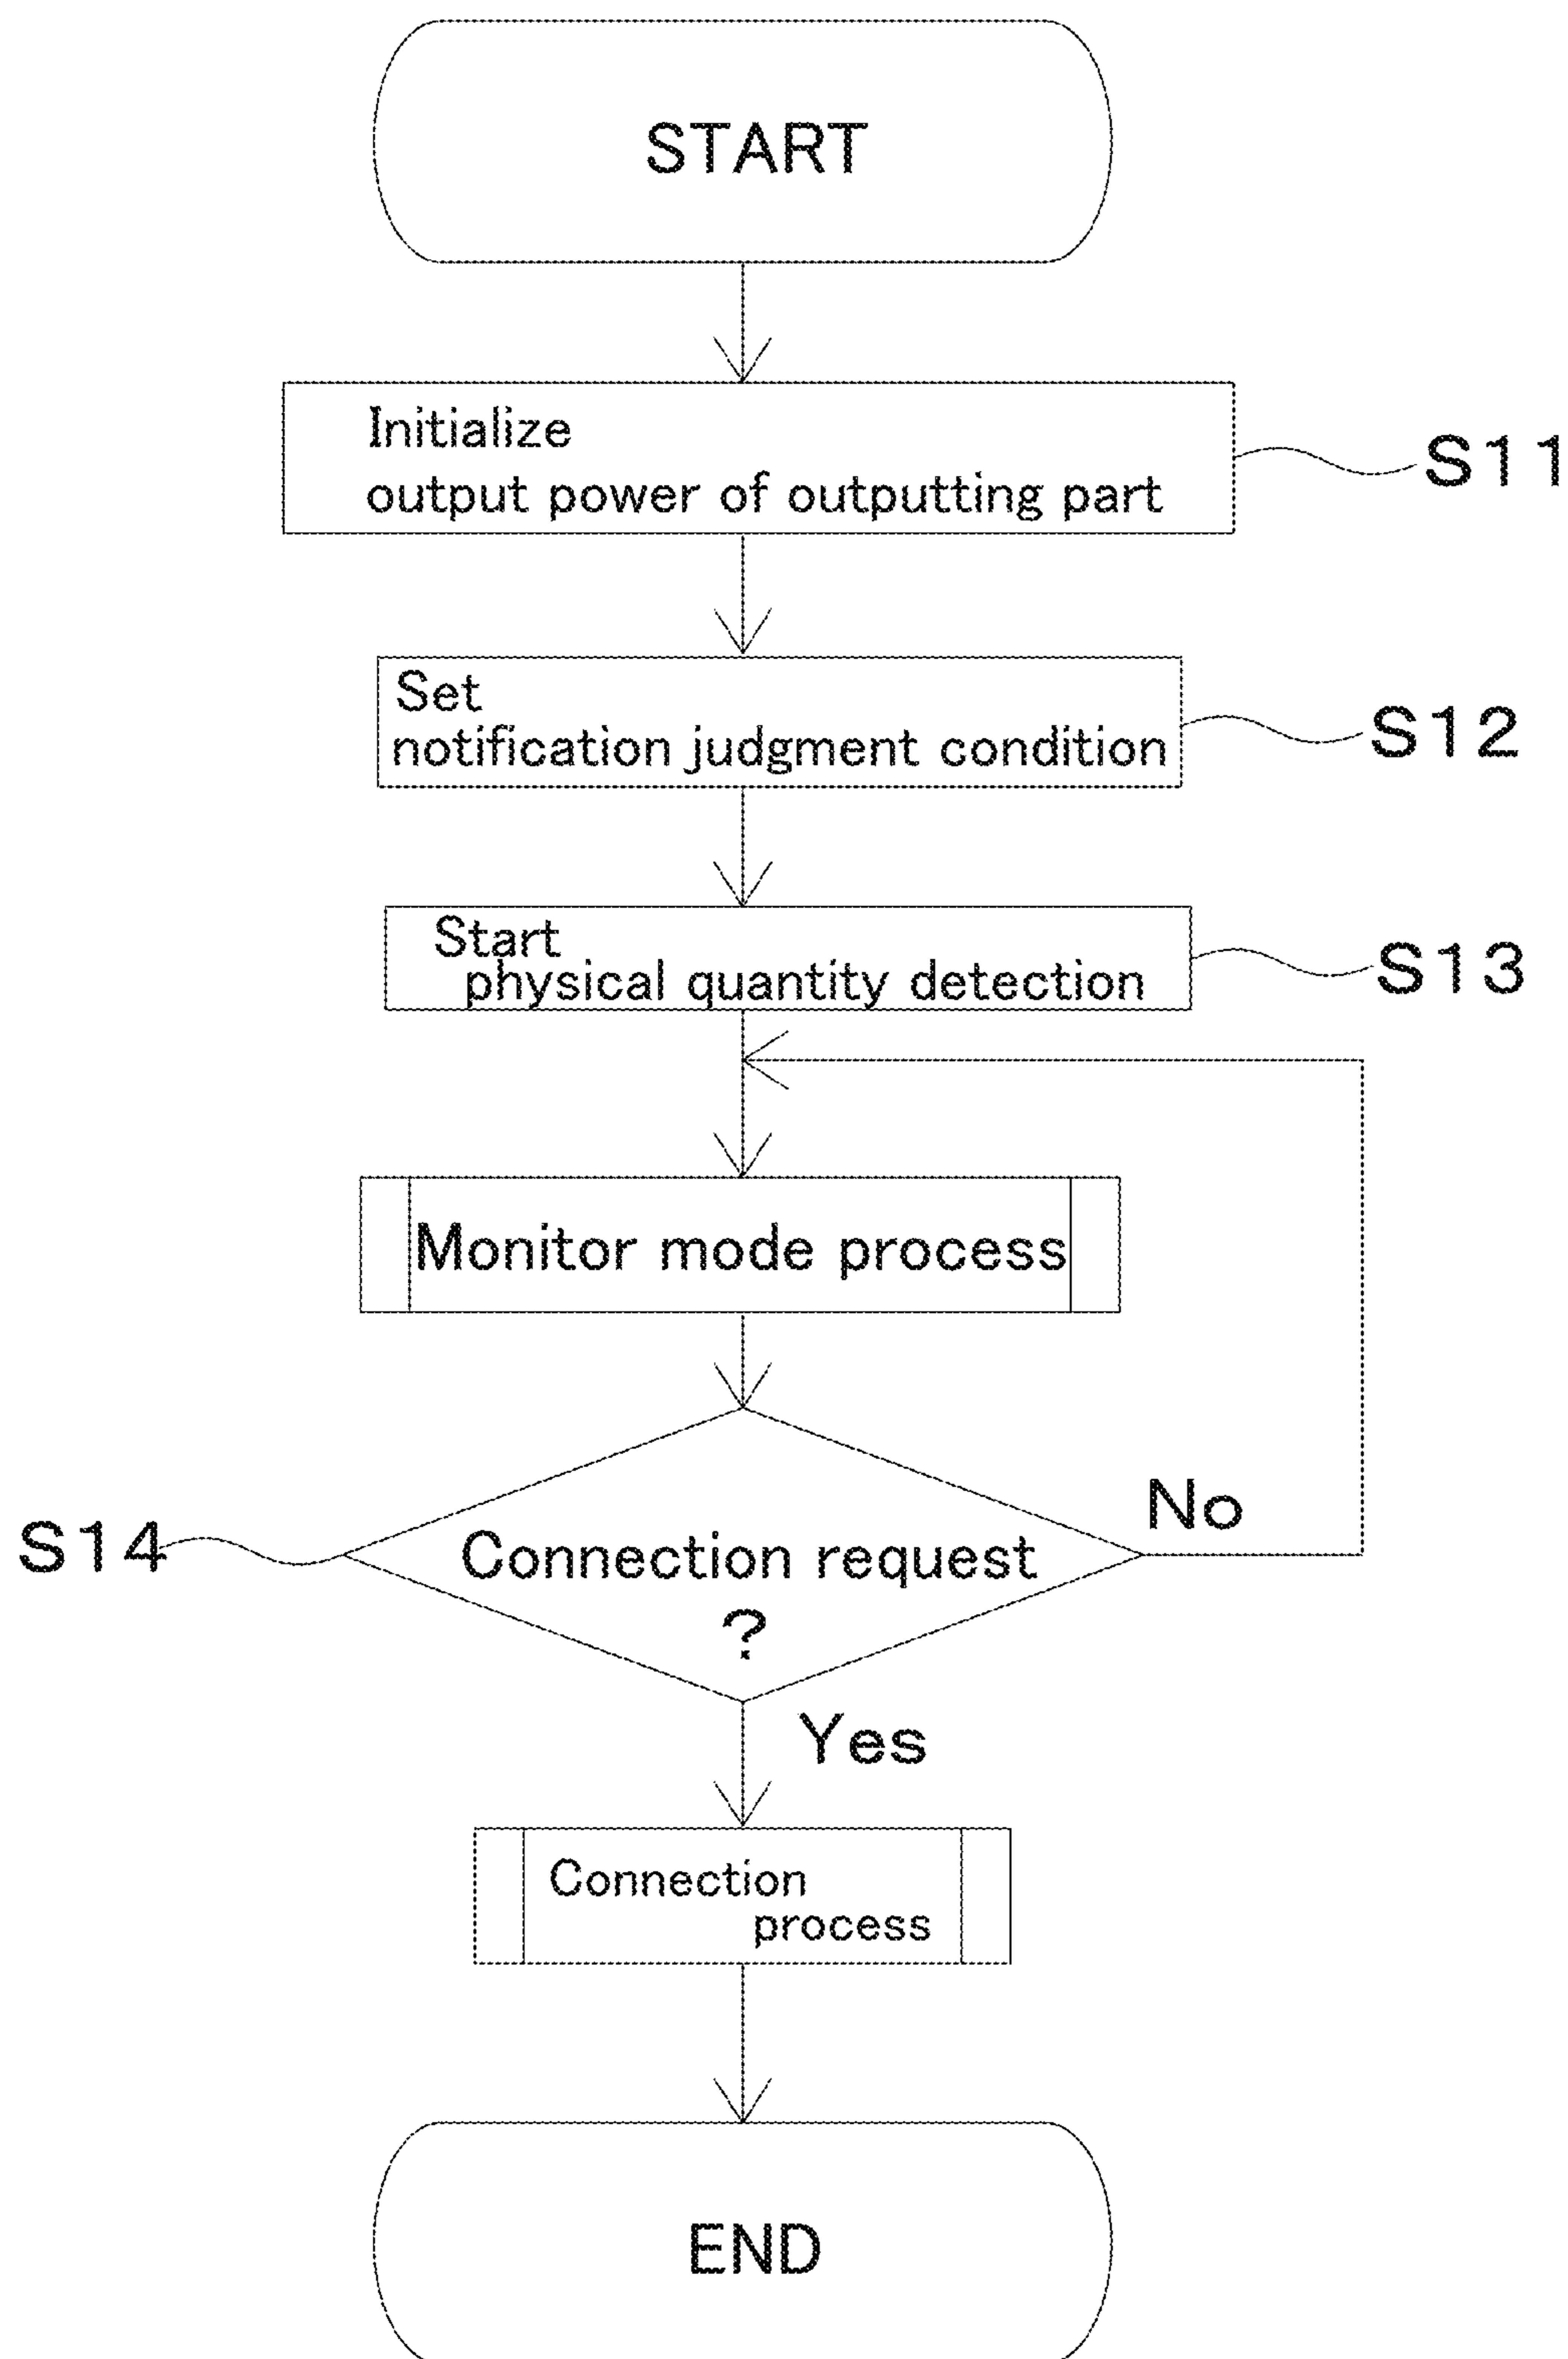 START
Initialize
output power of outputting part
S11
Set
notification judgment condition
S12
Start
physical quantity detection
S13
Monitor mode process
S14
Connection request
?
No
Yes
Connection
process
END